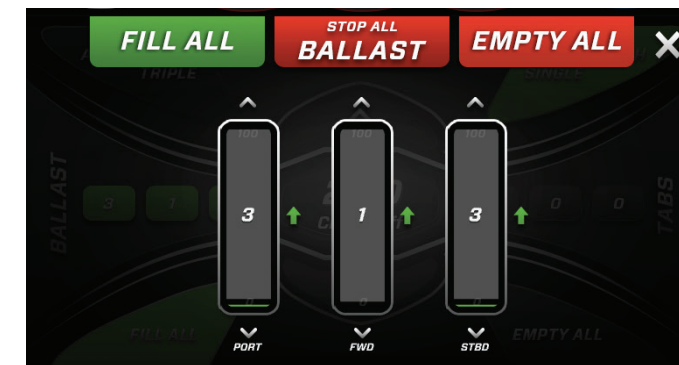 FILL ALL
STOP ALL
BALLAST
EMPTY ALL
TRIPLE
SINGLE
100
100
100
BALLAST
3
1
3
1
3
0
0
TABS
0
0
0
FILL ALL
EMPTY ALL
PORT
FWD
STBD